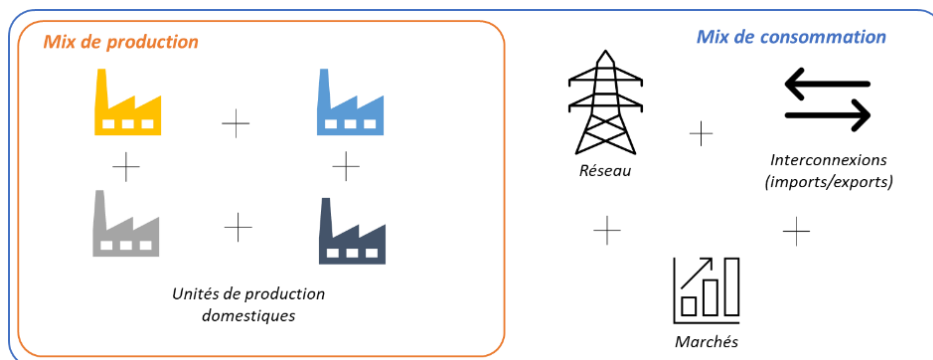 Mix de production
Mix de consommation
Réseau
Interconnexions
(imports/exports)
Unités de production
domestiques
Marchés